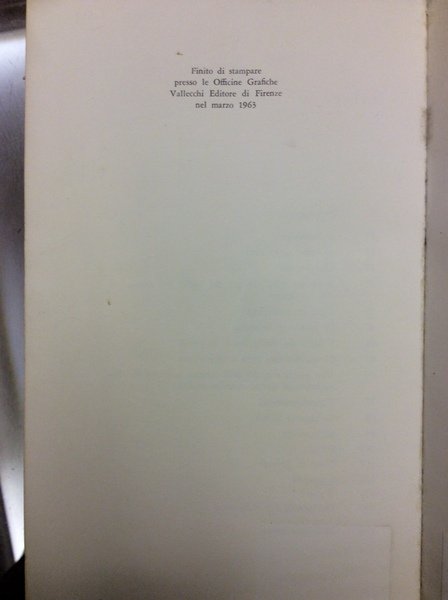 Finito di stampare
presso le Officine Grafiche
Vallecchi Editore di Firenze
nel marzo 1963